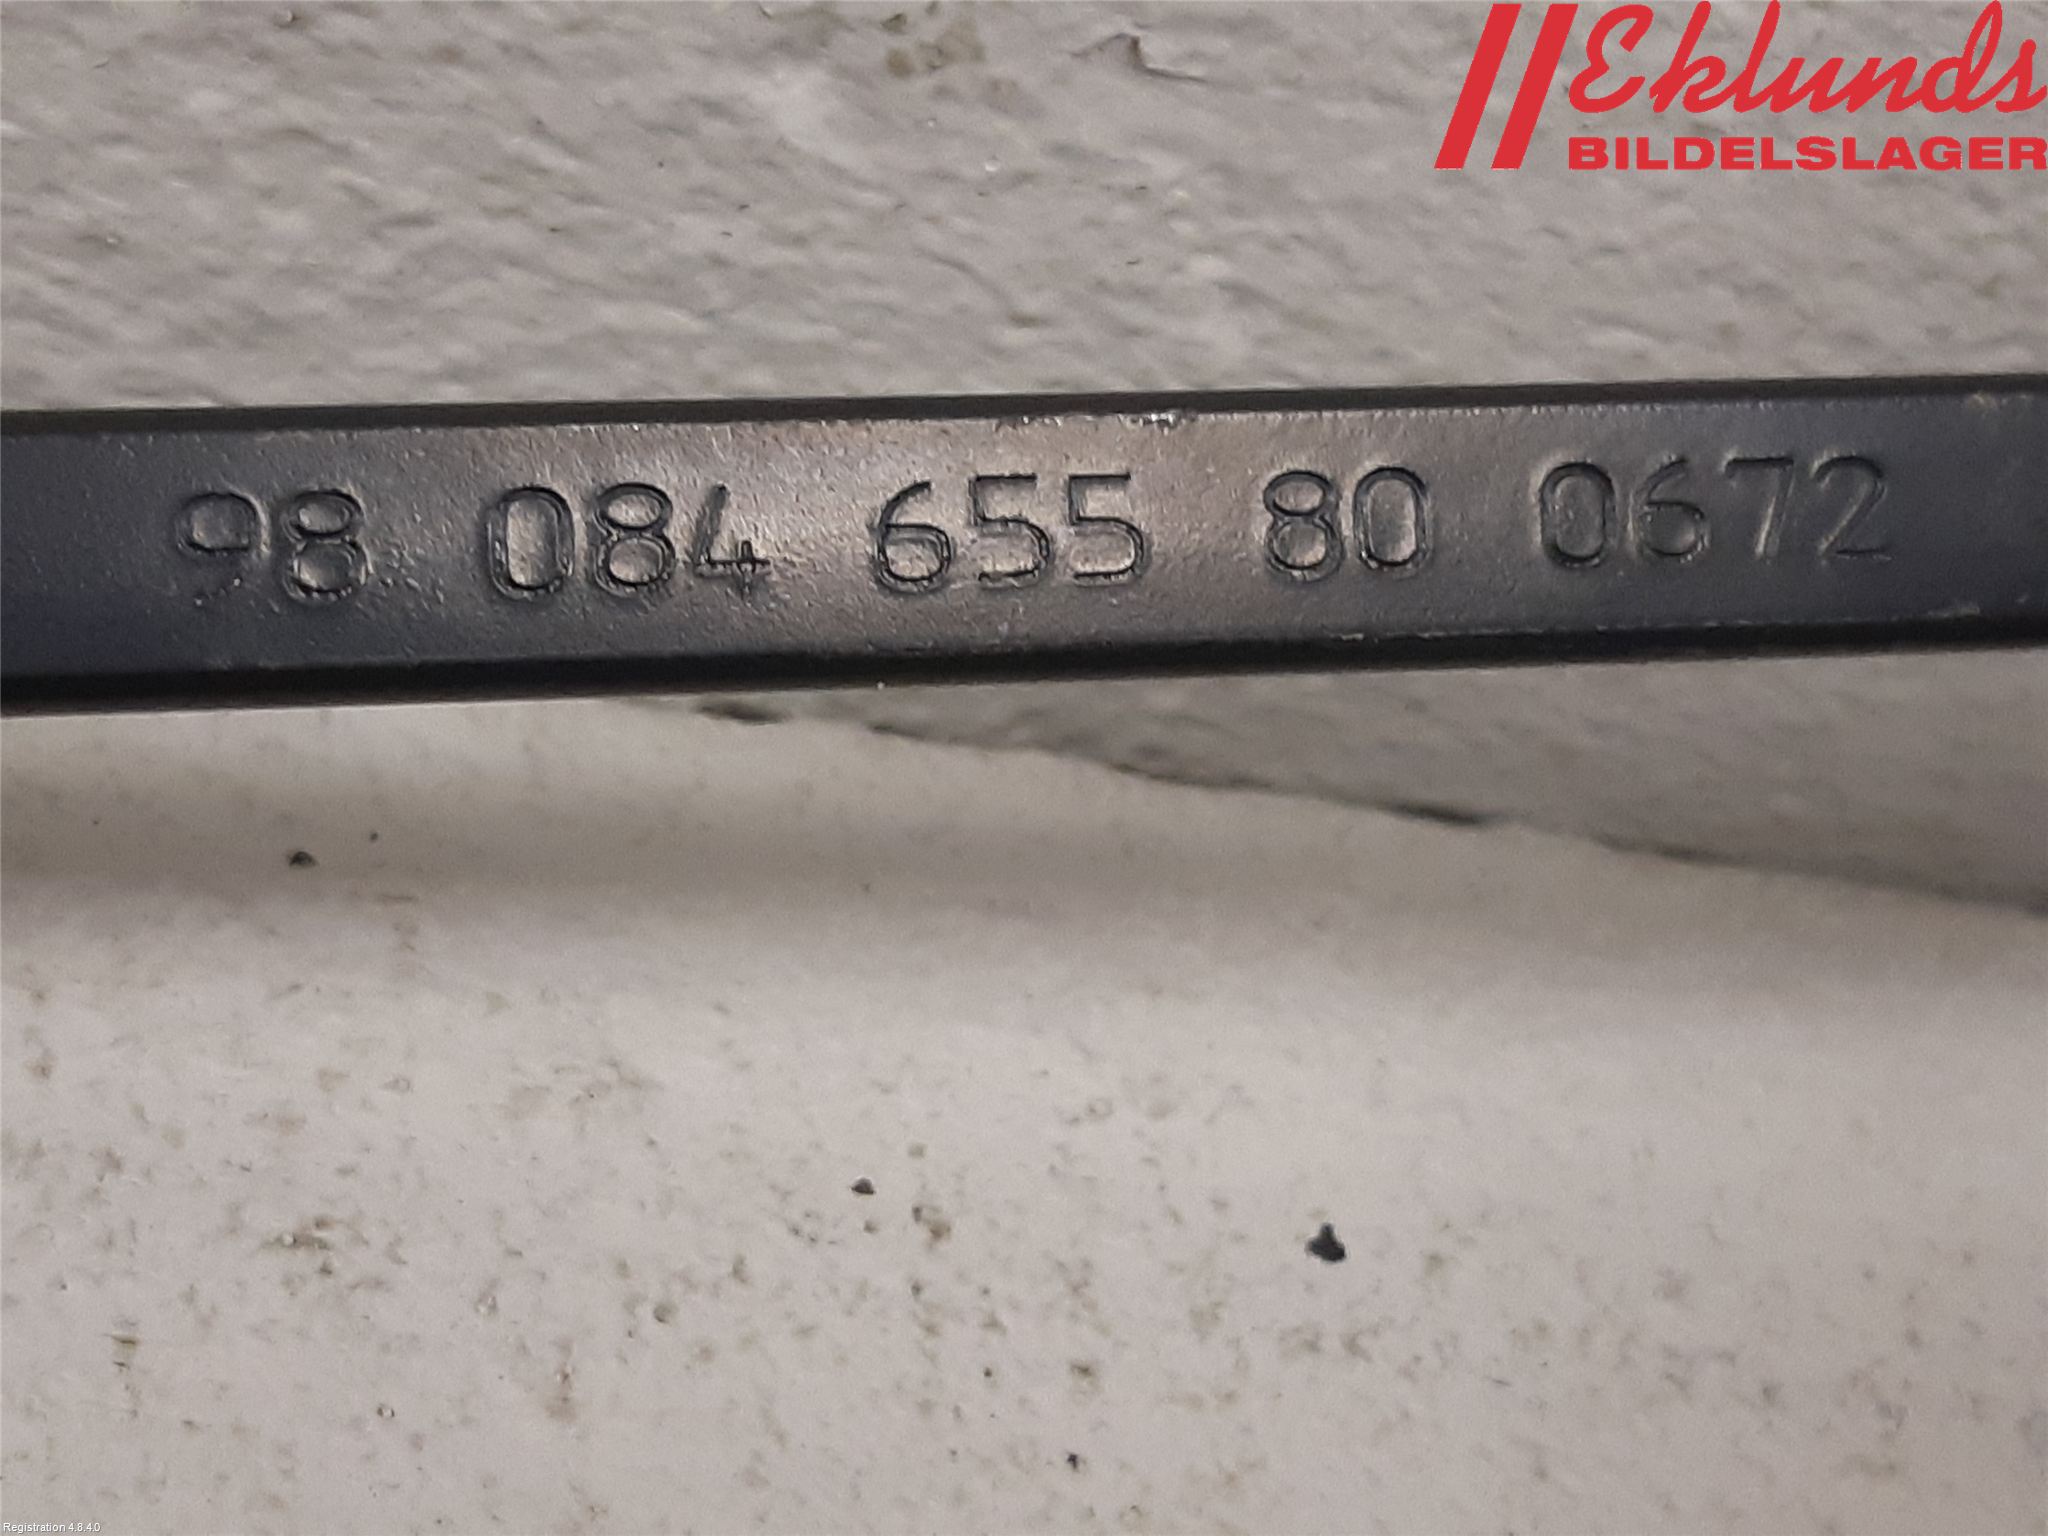 Eklunds
BILDELSLAGER
98 084 655 80 0672
Registration 4.8.4.0